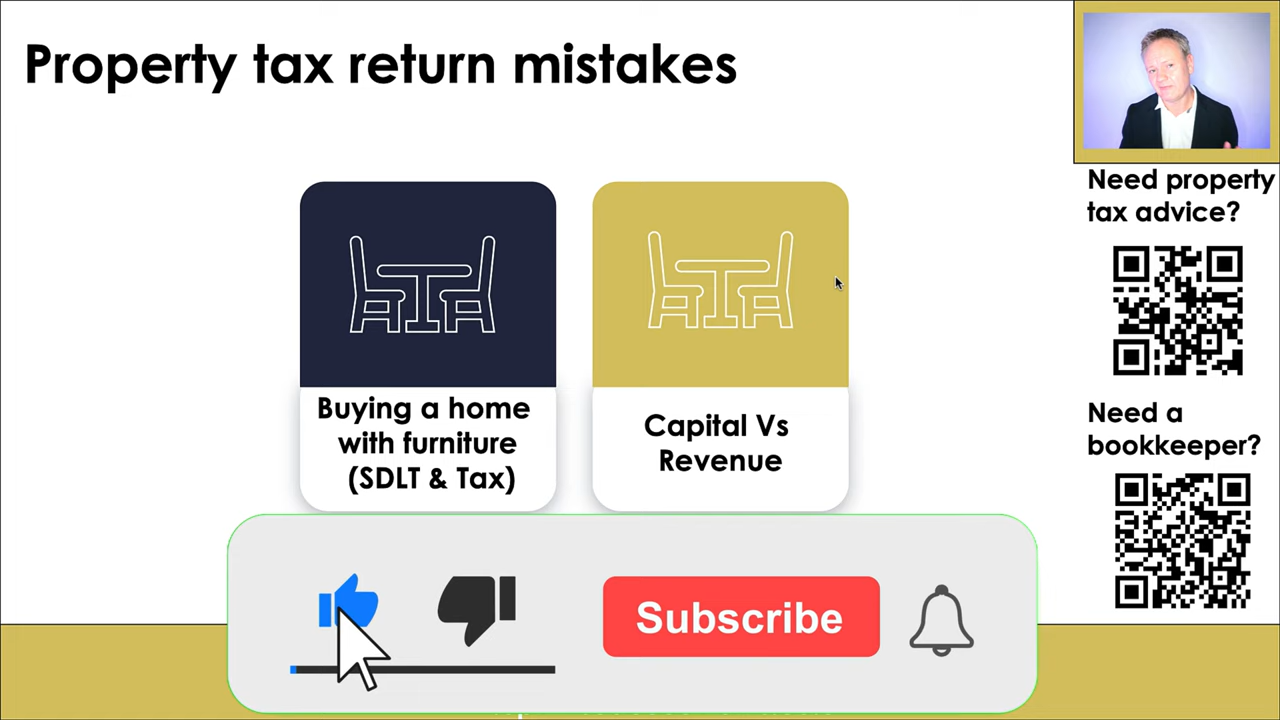 Property tax return mistakes
Need property
tax advice?
Buying a home
with furniture
(SDLT & Tax)
Capital Vs
Revenue
Need a
bookkeeper?
Subscribe